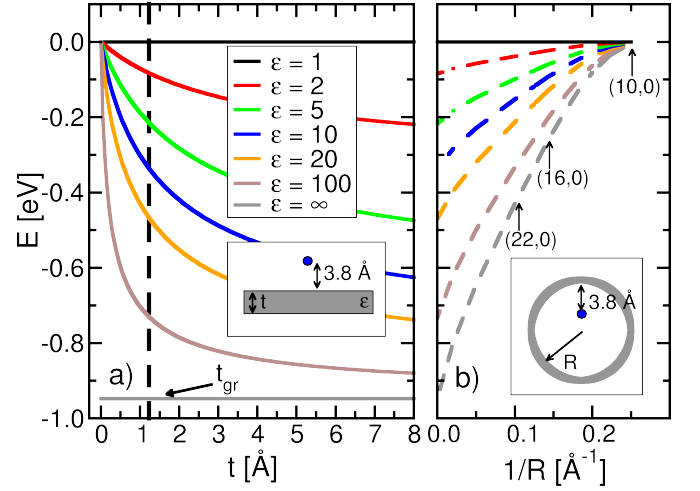 0.0
-0.2
-0.4
-0.6
-0.8
-1.0
E [eV]
ε = 1
ε = 2
ε = 5
ε = 10
ε = 20
ε = 100
ε = ∞
3.8 Å
t
ε
a)
t_gr
0 1 2 3 4 5 6 7 8
t [Å]
(10,0)
(16,0)
(22,0)
3.8 Å
R
b)
0.0 0.1 0.2
1/R [Å⁻¹]